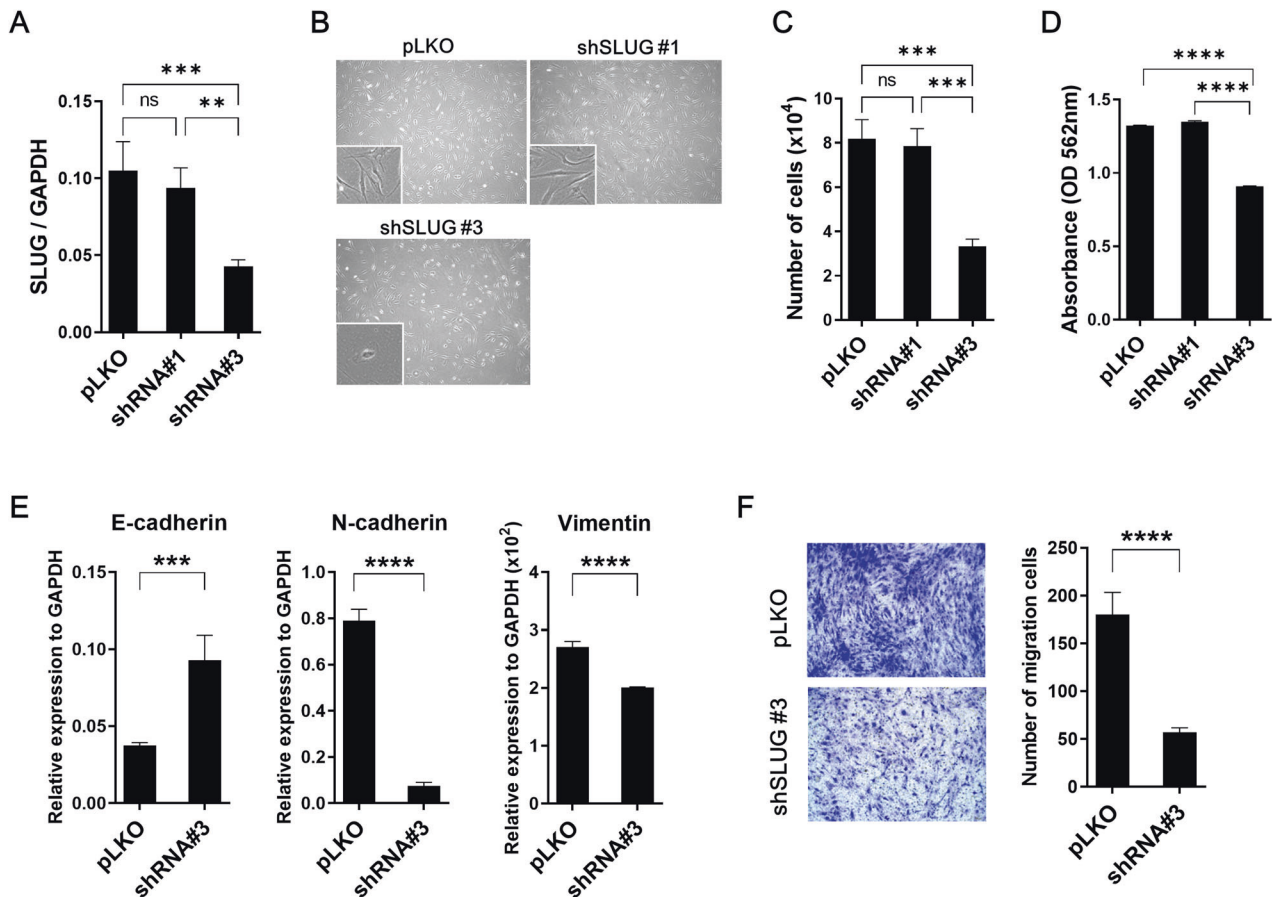 A
***
ns
**
SLUG / GAPDH
0.15
0.10
0.05
0.00
pLKO
shRNA#1
shRNA#3
B
pLKO
shSLUG #1
shSLUG #3
C
***
ns
***
Number of cells (x10⁴)
10
8
6
4
2
0
pLKO
shRNA#1
shRNA#3
D
****
****
Absorbance (OD 562nm)
1.5
1.0
0.5
0.0
pLKO
shRNA#1
shRNA#3
E
E-cadherin
***
Relative expression to GAPDH
0.15
0.10
0.05
0.00
pLKO
shRNA#3
N-cadherin
****
Relative expression to GAPDH
1.0
0.8
0.6
0.4
0.2
0.0
pLKO
shRNA#3
Vimentin
****
Relative expression to GAPDH (x10²)
4
3
2
1
0
pLKO
shRNA#3
F
pLKO
shSLUG #3
****
Number of migration cells
250
200
150
100
50
0
pLKO
shRNA#3